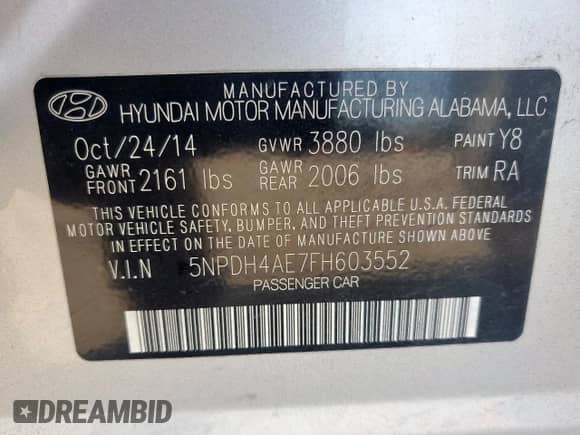 MANUFACTURED BY
HYUNDAI MOTOR MANUFACTURING ALABAMA, LLC
Oct/24/14 GVWR 3880 lbs PAINT Y8
GAWR FRONT 2161 lbs GAWR REAR 2006 lbs TRIM RA
THIS VEHICLE CONFORMS TO ALL APPLICABLE U.S.A. FEDERAL
MOTOR VEHICLE SAFETY, BUMPER, AND THEFT PREVENTION STANDARDS
IN EFFECT ON THE DATE OF MANUFACTURE SHOWN ABOVE.
V.I.N 5NPDH4AE7FH603552
PASSENGER CAR
DREAMBID